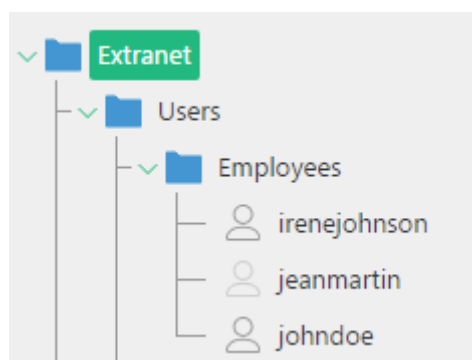 Extranet
Users
Employees
irenejohnson
jeanmartin
johndoe